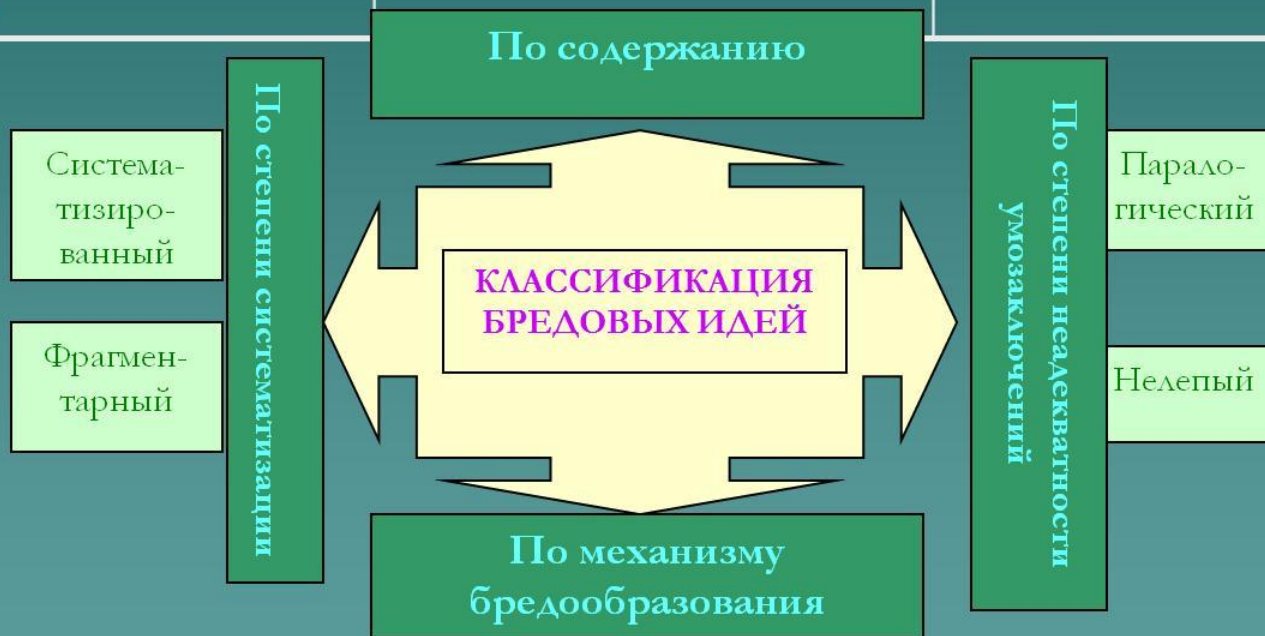 По содержанию
По степени систематизации
Система-
тизиро-
ванный
Фрагмен-
тарный
КЛАССИФИКАЦИЯ
БРЕДОВЫХ ИДЕЙ
По степени неадекватности
умозаключений
Парало-
гический
Нелепый
По механизму
бредообразования